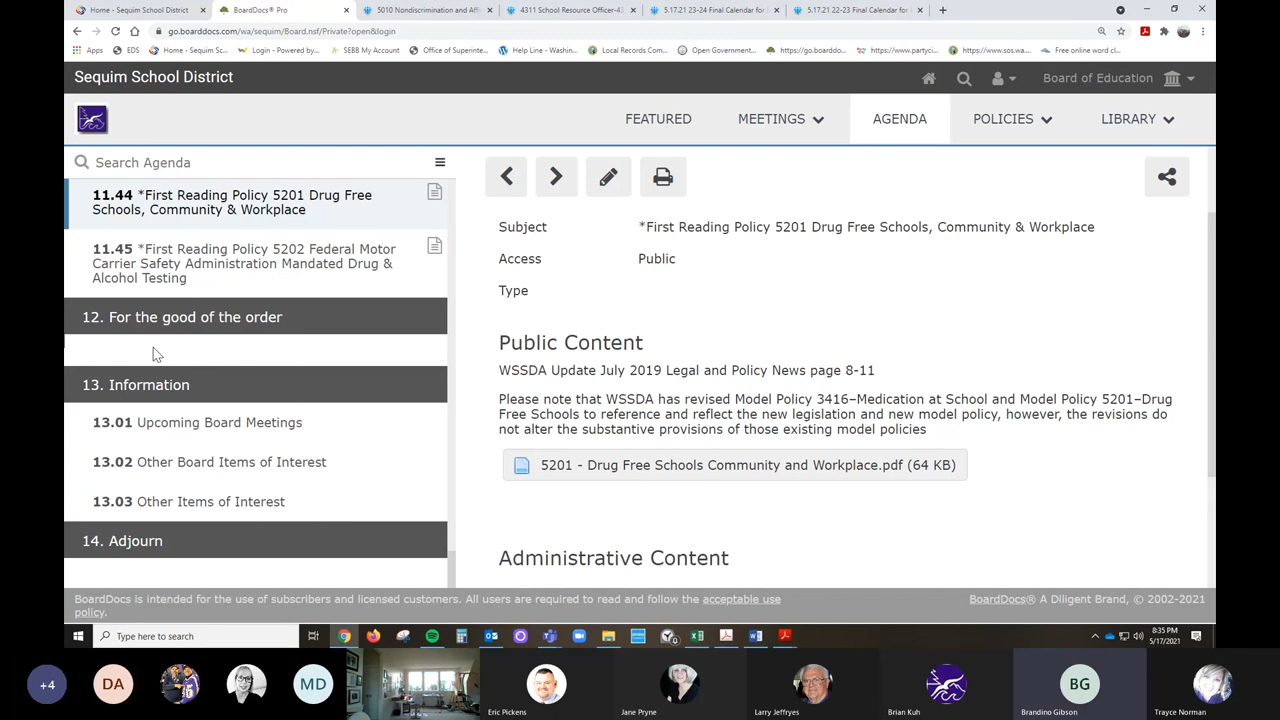 Home - Sequim School District
BoardDocs® Pro
5010 Nondiscrimination and Aff
4311 School Resource Officer-43
5.17.21 23-24 Final Calendar for
5.17.21 22-23 Final Calendar for
go.boarddocs.com/wa/sequim/Board.nsf/Private?open&login
Apps
EDS
Home - Sequim Sc...
Login - Powered by...
SEBB My Account
Office of Superinte...
Help Line - Washin...
Local Records Com...
Open Government...
https://go.boarddo...
https://www.partyci...
https://www.sos.wa...
Free online word cl...
Sequim School District
Board of Education
FEATURED
MEETINGS
AGENDA
POLICIES
LIBRARY
Search Agenda
11.44 *First Reading Policy 5201 Drug Free
Schools, Community & Workplace
11.45 *First Reading Policy 5202 Federal Motor
Carrier Safety Administration Mandated Drug &
Alcohol Testing
12. For the good of the order
13. Information
13.01 Upcoming Board Meetings
13.02 Other Board Items of Interest
13.03 Other Items of Interest
14. Adjourn
Subject *First Reading Policy 5201 Drug Free Schools, Community & Workplace
Access Public
Type
Public Content
WSSDA Update July 2019 Legal and Policy News page 8-11
Please note that WSSDA has revised Model Policy 3416–Medication at School and Model Policy 5201–Drug
Free Schools to reference and reflect the new legislation and new model policy, however, the revisions do
not alter the substantive provisions of those existing model policies
5201 - Drug Free Schools Community and Workplace.pdf (64 KB)
Administrative Content
BoardDocs is intended for the use of subscribers and licensed customers. All users are required to read and follow the acceptable use
policy.
BoardDocs® A Diligent Brand, © 2002-2021
Type here to search
8:35 PM
5/17/2021
+4
DA
MD
BG
Eric Pickens
Jane Pryne
Larry Jeffryes
Brian Kuh
Brandino Gibson
Trayce Norman